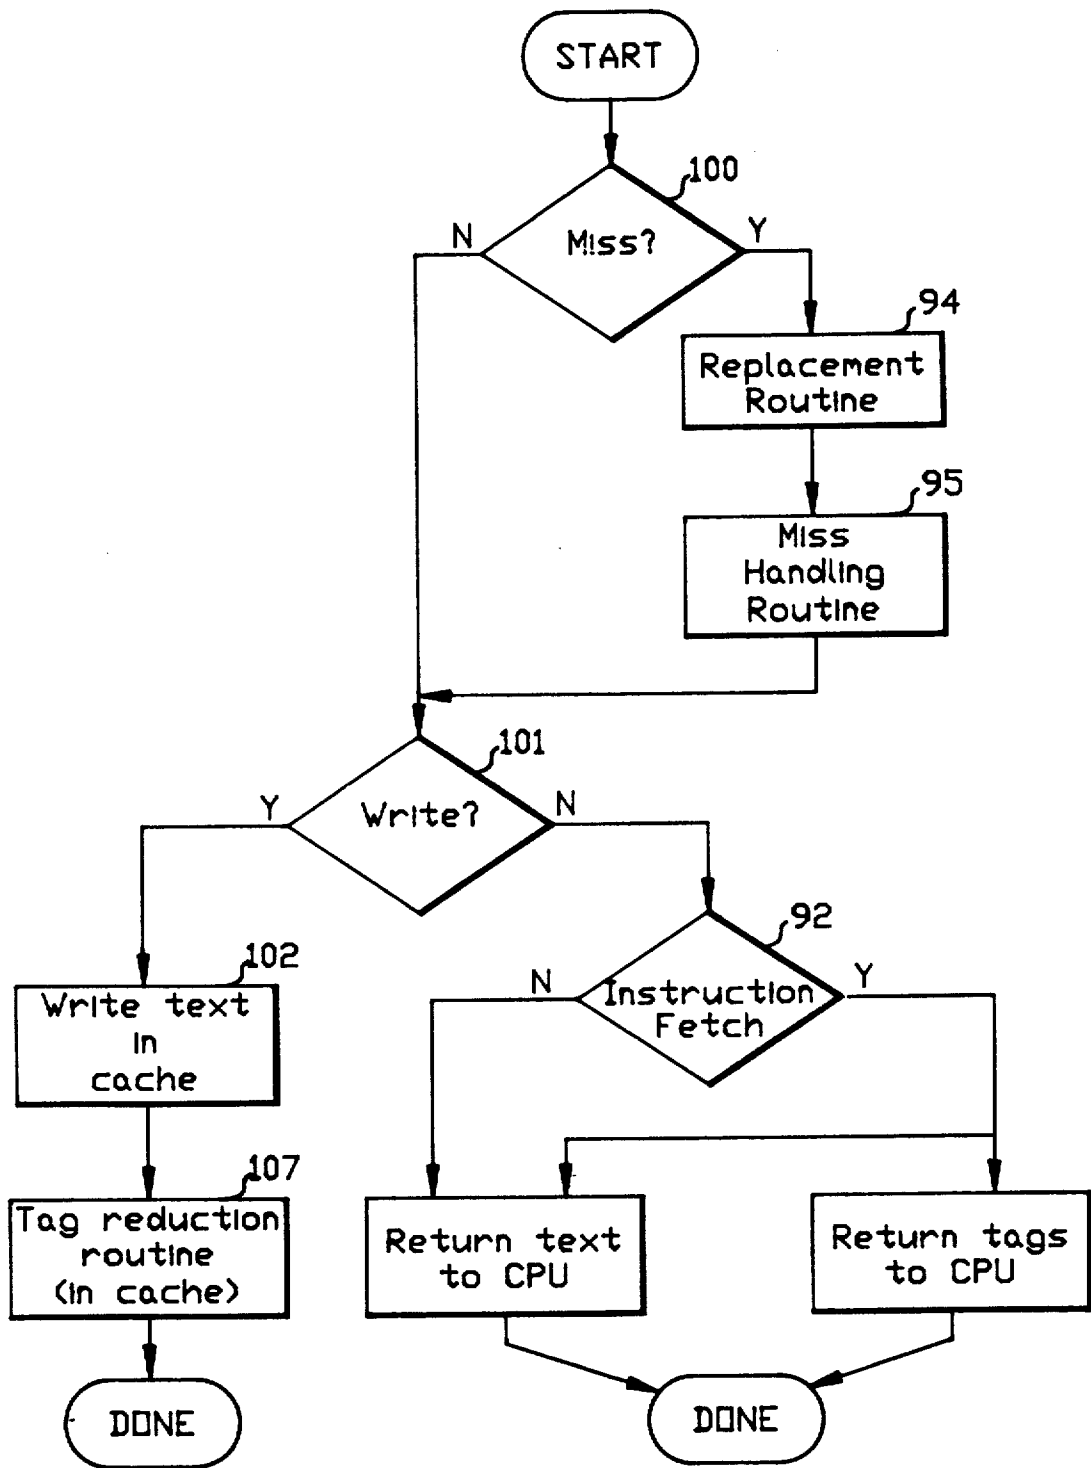 START
100
Miss?
N
Y
94
Replacement
Routine
95
Miss
Handling
Routine
101
Write?
Y
N
92
Instruction
Fetch
N
Y
102
Write text
in
cache
107
Tag reduction
routine
(in cache)
Return text
to CPU
Return tags
to CPU
DONE
DONE